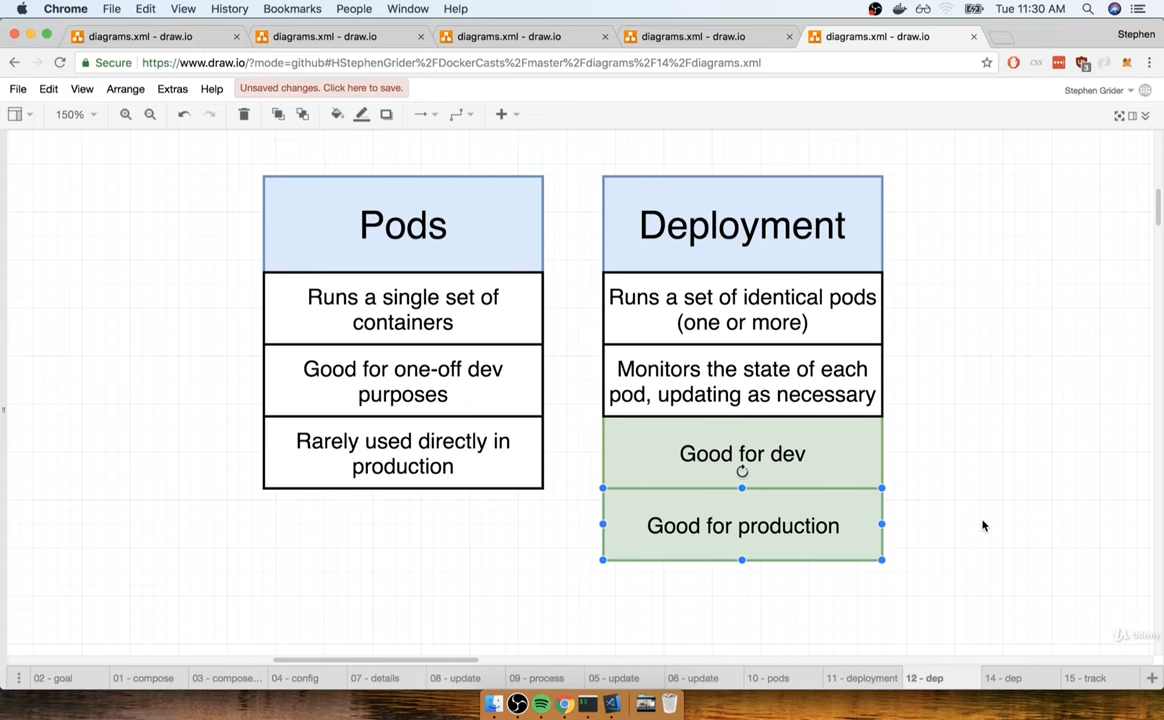 Chrome File Edit View History Bookmarks People Window Help Tue 11:30 AM
diagrams.xml - draw.io diagrams.xml - draw.io diagrams.xml - draw.io diagrams.xml - draw.io diagrams.xml - draw.io Stephen
Secure https://www.draw.io/?mode=github#HStephenGrider%2FDockerCasts%2Fmaster%2Fdiagrams%2F14%2Fdiagrams.xml
css 3
File Edit View Arrange Extras Help Unsaved changes. Click here to save. Stephen Grider
150%
Pods
Runs a single set of
containers
Good for one-off dev
purposes
Rarely used directly in
production
Deployment
Runs a set of identical pods
(one or more)
Monitors the state of each
pod, updating as necessary
Good for dev
Good for production
Udemy
02 - goal 01 - compose 03 - compose... 04 - config 07 - details 08 - update 09 - process 05 - update 06 - update 10 - pods 11 - deployment 12 - dep 14 - dep 15 - track